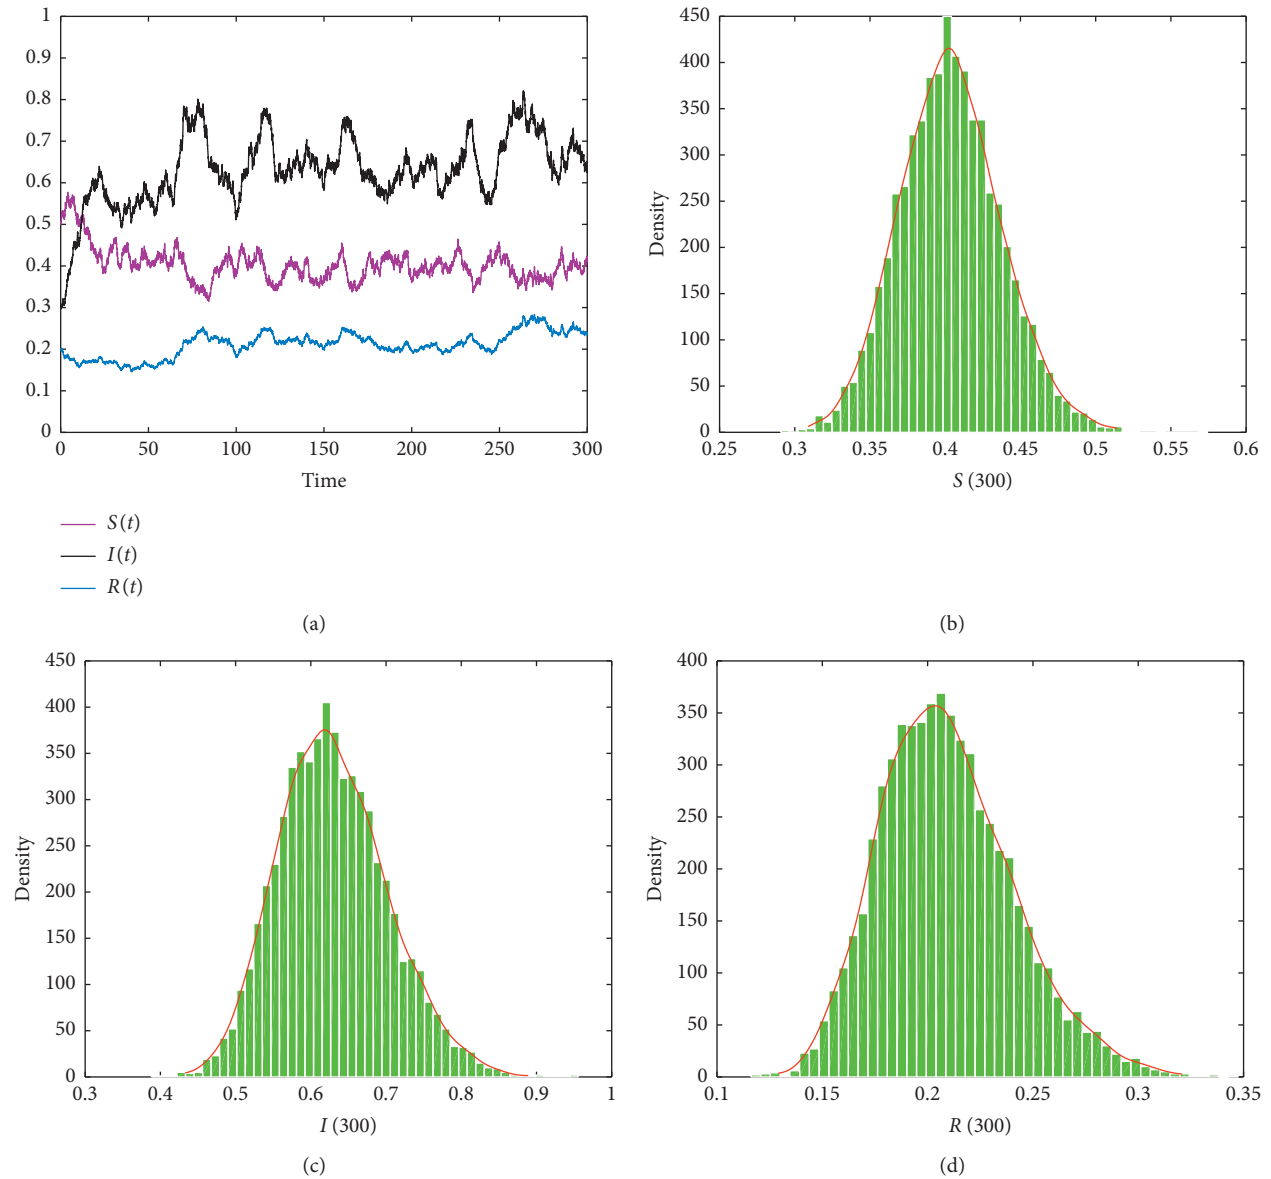 1
0.9
0.8
0.7
0.6
0.5
0.4
0.3
0.2
0.1
0
0 50 100 150 200 250 300
Time
S(t)
I(t)
R(t)
(a)
450
400
350
300
250
200
150
100
50
0
Density
0.25 0.3 0.35 0.4 0.45 0.5 0.55 0.6
S (300)
(b)
450
400
350
300
250
200
150
100
50
0
Density
0.3 0.4 0.5 0.6 0.7 0.8 0.9 1
I (300)
(c)
400
350
300
250
200
150
100
50
0
Density
0.1 0.15 0.2 0.25 0.3 0.35
R (300)
(d)